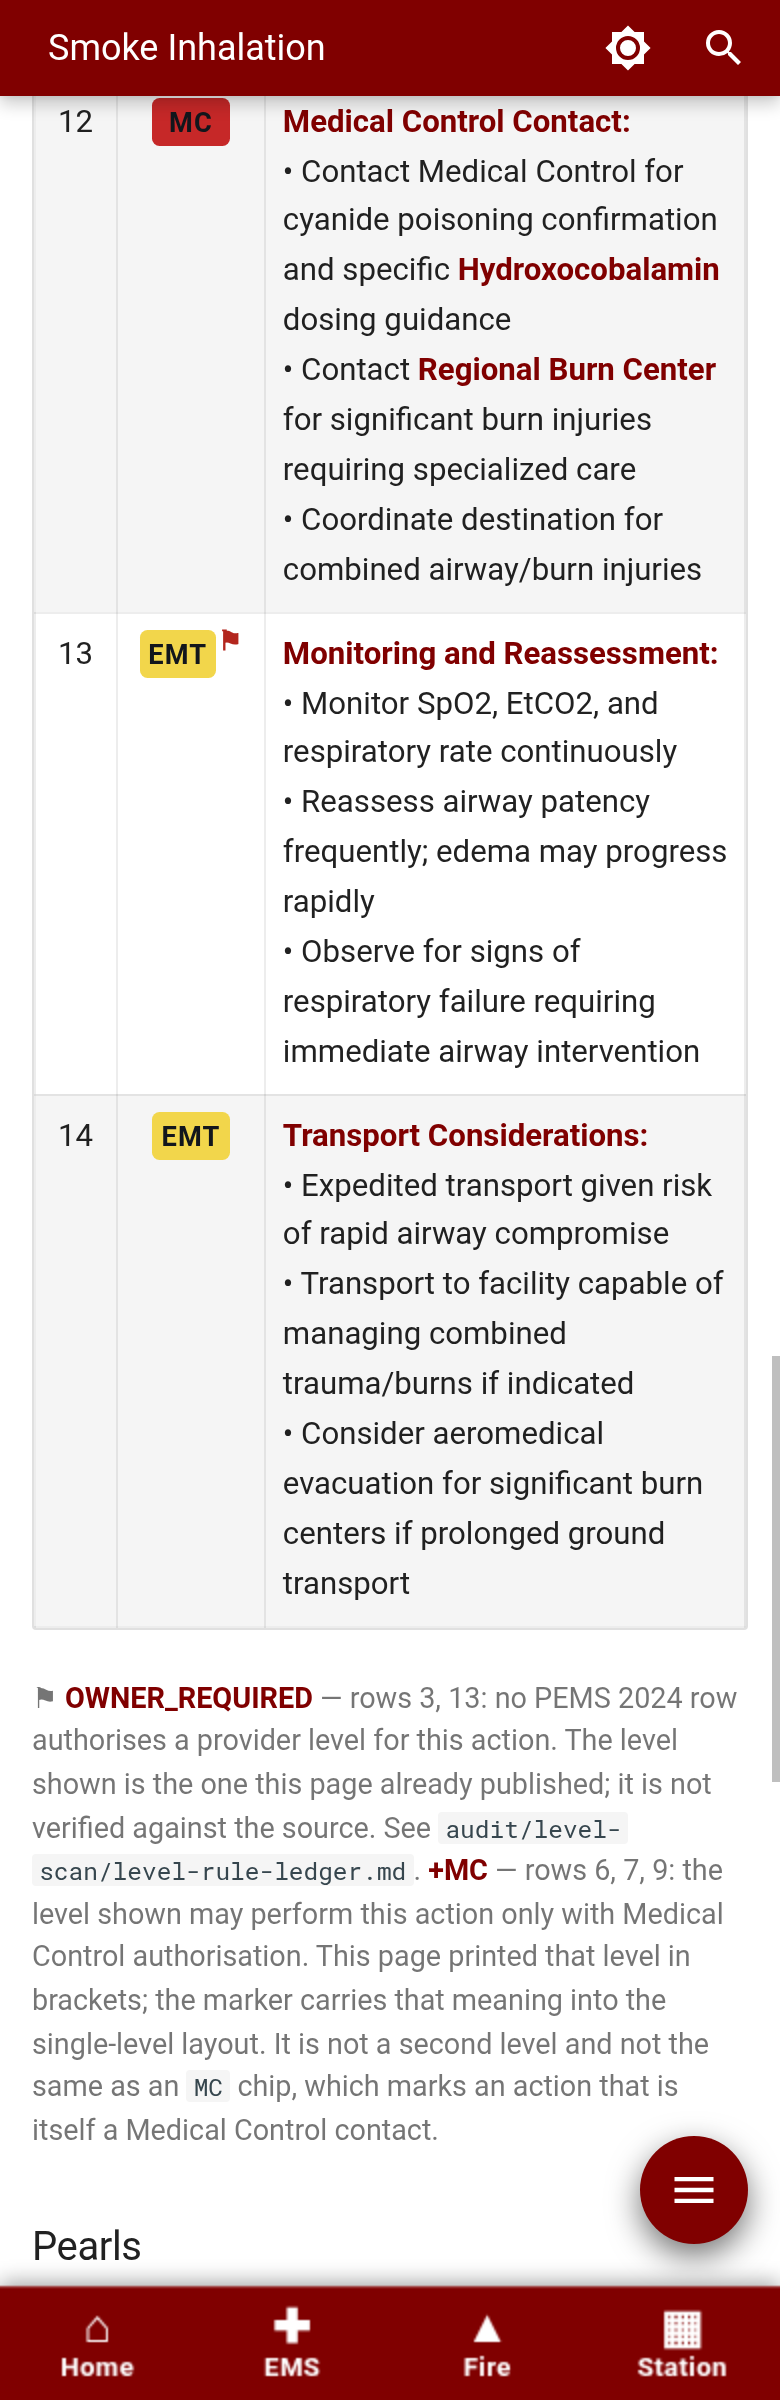 Smoke Inhalation
12
MC
Medical Control Contact:
• Contact Medical Control for
cyanide poisoning confirmation
and specific Hydroxocobalamin
dosing guidance
• Contact Regional Burn Center
for significant burn injuries
requiring specialized care
• Coordinate destination for
combined airway/burn injuries
13
EMT
Monitoring and Reassessment:
• Monitor SpO2, EtCO2, and
respiratory rate continuously
• Reassess airway patency
frequently; edema may progress
rapidly
• Observe for signs of
respiratory failure requiring
immediate airway intervention
14
EMT
Transport Considerations:
• Expedited transport given risk
of rapid airway compromise
• Transport to facility capable of
managing combined
trauma/burns if indicated
• Consider aeromedical
evacuation for significant burn
centers if prolonged ground
transport
⚑ OWNER_REQUIRED — rows 3, 13: no PEMS 2024 row
authorises a provider level for this action. The level
shown is the one this page already published; it is not
verified against the source. See audit/level-
scan/level-rule-ledger.md. +MC — rows 6, 7, 9: the
level shown may perform this action only with Medical
Control authorisation. This page printed that level in
brackets; the marker carries that meaning into the
single-level layout. It is not a second level and not the
same as an MC chip, which marks an action that is
itself a Medical Control contact.
Pearls
Home
EMS
Fire
Station